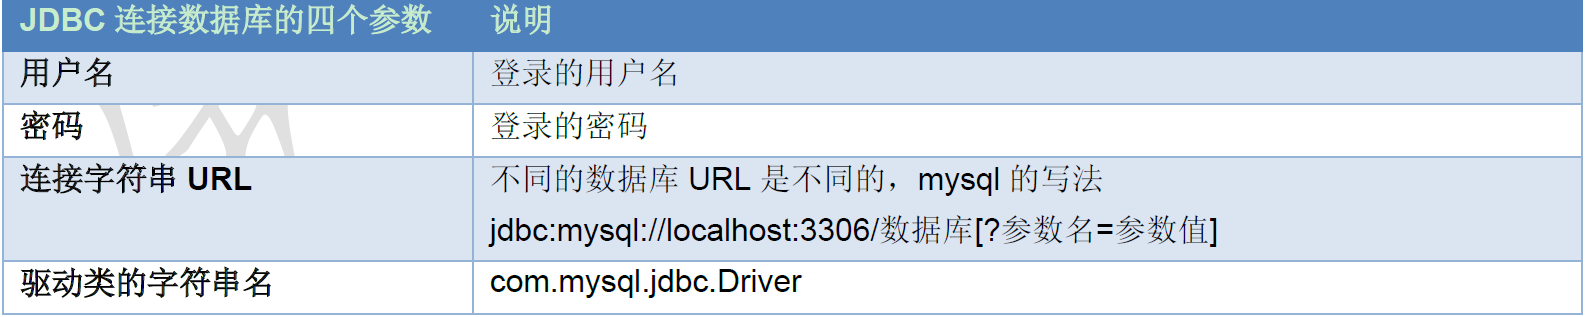 JDBC 连接数据库的四个参数 说明
用户名 登录的用户名
密码 登录的密码
连接字符串 URL 不同的数据库 URL 是不同的，mysql 的写法
jdbc:mysql://localhost:3306/数据库[?参数名=参数值]
驱动类的字符串名 com.mysql.jdbc.Driver